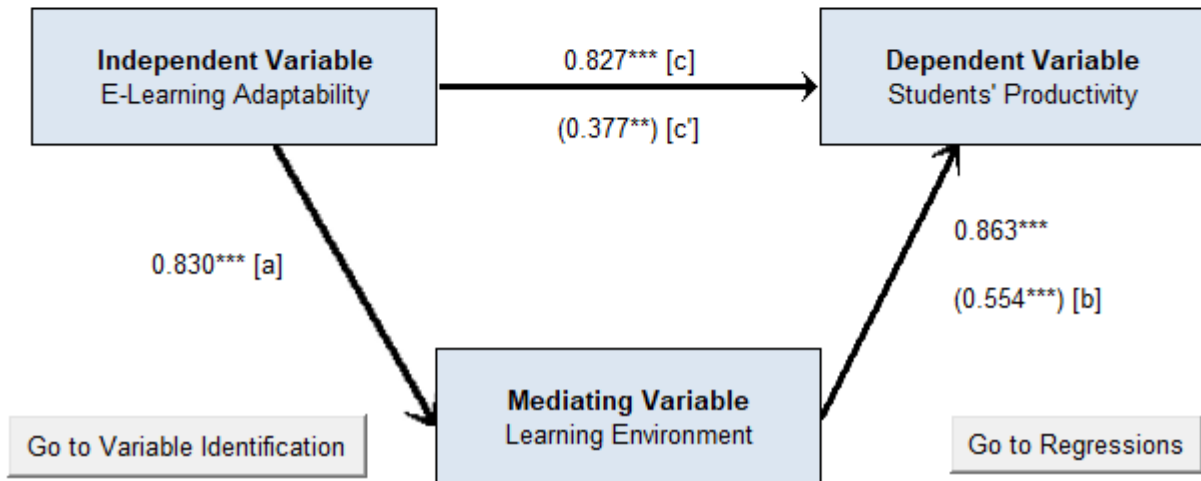 Independent Variable
E-Learning Adaptability
0.827*** [c]
(0.377**) [c']
Dependent Variable
Students' Productivity
0.830*** [a]
0.863***
(0.554***) [b]
Mediating Variable
Learning Environment
Go to Variable Identification
Go to Regressions